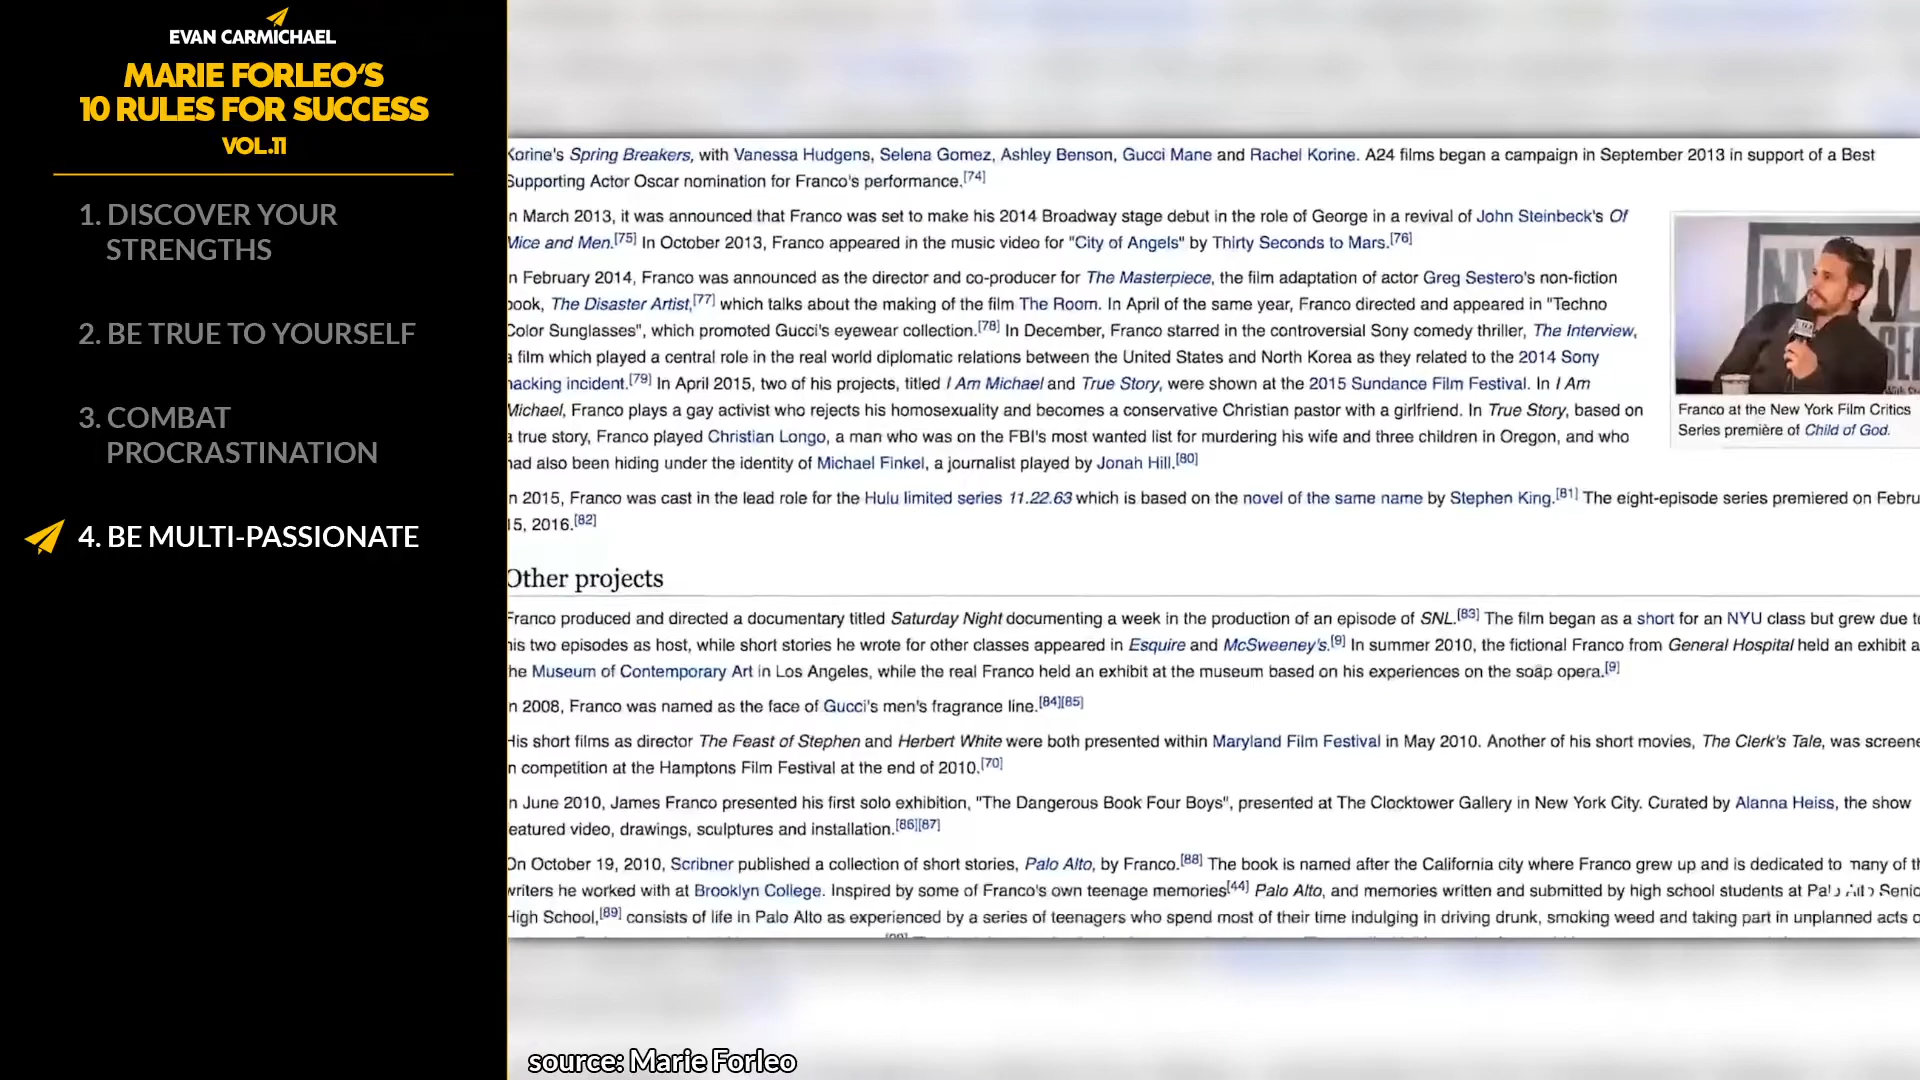 EVAN CARMICHAEL
MARIE FORLEO'S
10 RULES FOR SUCCESS
VOL.11
1. DISCOVER YOUR
STRENGTHS
2. BE TRUE TO YOURSELF
3. COMBAT
PROCRASTINATION
4. BE MULTI-PASSIONATE
Korine's Spring Breakers, with Vanessa Hudgens, Selena Gomez, Ashley Benson, Gucci Mane and Rachel Korine. A24 films began a campaign in September 2013 in support of a Best
Supporting Actor Oscar nomination for Franco's performance.[74]
n March 2013, it was announced that Franco was set to make his 2014 Broadway stage debut in the role of George in a revival of John Steinbeck's Of
Mice and Men.[75] In October 2013, Franco appeared in the music video for "City of Angels" by Thirty Seconds to Mars.[76]
n February 2014, Franco was announced as the director and co-producer for The Masterpiece, the film adaptation of actor Greg Sestero's non-fiction
book, The Disaster Artist,[77] which talks about the making of the film The Room. In April of the same year, Franco directed and appeared in "Techno
Color Sunglasses", which promoted Gucci's eyewear collection.[78] In December, Franco starred in the controversial Sony comedy thriller, The Interview,
a film which played a central role in the real world diplomatic relations between the United States and North Korea as they related to the 2014 Sony
hacking incident.[79] In April 2015, two of his projects, titled I Am Michael and True Story, were shown at the 2015 Sundance Film Festival. In I Am
Michael, Franco plays a gay activist who rejects his homosexuality and becomes a conservative Christian pastor with a girlfriend. In True Story, based on
a true story, Franco played Christian Longo, a man who was on the FBI's most wanted list for murdering his wife and three children in Oregon, and who
had also been hiding under the identity of Michael Finkel, a journalist played by Jonah Hill.[80]
n 2015, Franco was cast in the lead role for the Hulu limited series 11.22.63 which is based on the novel of the same name by Stephen King.[81] The eight-episode series premiered on Febru
15, 2016.[82]
Franco at the New York Film Critics
Series première of Child of God.
Other projects
Franco produced and directed a documentary titled Saturday Night documenting a week in the production of an episode of SNL.[83] The film began as a short for an NYU class but grew due to
his two episodes as host, while short stories he wrote for other classes appeared in Esquire and McSweeney's.[9] In summer 2010, the fictional Franco from General Hospital held an exhibit a
he Museum of Contemporary Art in Los Angeles, while the real Franco held an exhibit at the museum based on his experiences on the soap opera.[9]
n 2008, Franco was named as the face of Gucci's men's fragrance line.[84][85]
His short films as director The Feast of Stephen and Herbert White were both presented within Maryland Film Festival in May 2010. Another of his short movies, The Clerk's Tale, was screene
n competition at the Hamptons Film Festival at the end of 2010.[70]
n June 2010, James Franco presented his first solo exhibition, "The Dangerous Book Four Boys", presented at The Clocktower Gallery in New York City. Curated by Alanna Heiss, the show
eatured video, drawings, sculptures and installation.[86][87]
On October 19, 2010, Scribner published a collection of short stories, Palo Alto, by Franco.[88] The book is named after the California city where Franco grew up and is dedicated to many of th
writers he worked with at Brooklyn College. Inspired by some of Franco's own teenage memories[44] Palo Alto, and memories written and submitted by high school students at Palo Alto Senio
High School,[89] consists of life in Palo Alto as experienced by a series of teenagers who spend most of their time indulging in driving drunk, smoking weed and taking part in unplanned acts o
source: Marie Forleo